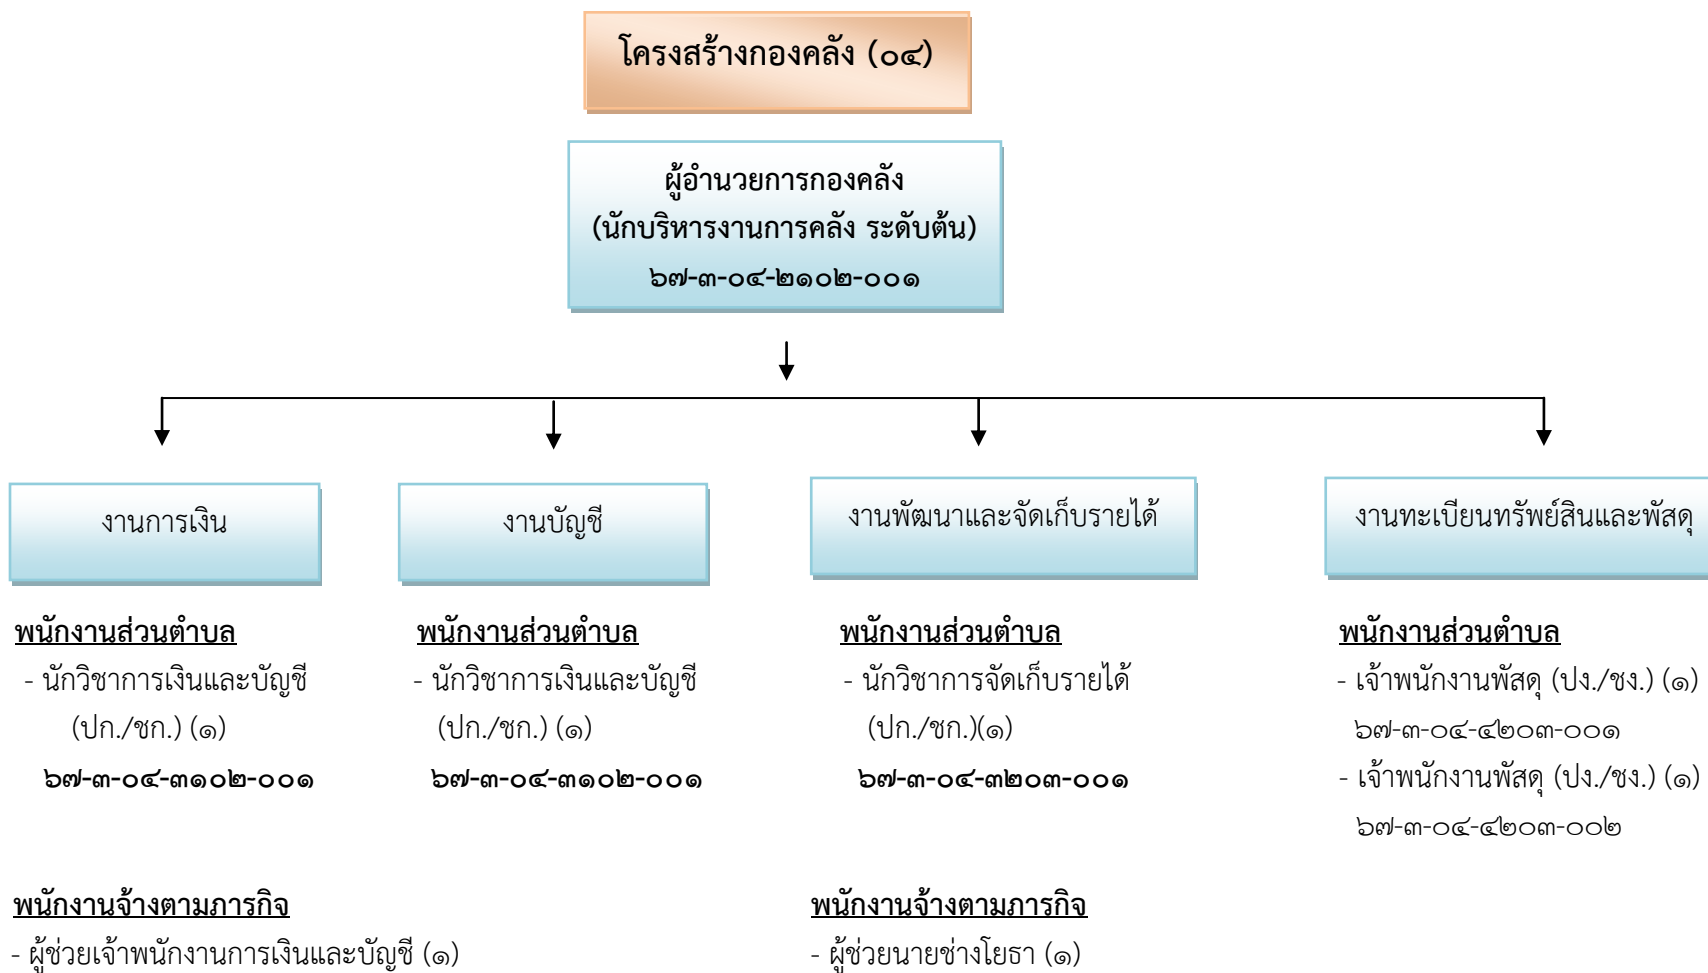 โครงสร้างกองคลัง (๐๔)
ผู้อำนวยการกองคลัง
(นักบริหารงานการคลัง ระดับต้น)
๖๗-๓-๐๔-๒๑๐๒-๐๐๑
งานการเงิน
พนักงานส่วนตำบล
- นักวิชาการเงินและบัญชี
(ปก./ชก.) (๑)
๖๗-๓-๐๔-๓๑๐๒-๐๐๑
พนักงานจ้างตามภารกิจ
- ผู้ช่วยเจ้าพนักงานการเงินและบัญชี (๑)
งานบัญชี
พนักงานส่วนตำบล
- นักวิชาการเงินและบัญชี
(ปก./ชก.) (๑)
๖๗-๓-๐๔-๓๑๐๒-๐๐๑
งานพัฒนาและจัดเก็บรายได้
พนักงานส่วนตำบล
- นักวิชาการจัดเก็บรายได้
(ปก./ชก.)(๑)
๖๗-๓-๐๔-๓๒๐๓-๐๐๑
พนักงานจ้างตามภารกิจ
- ผู้ช่วยนายช่างโยธา (๑)
งานทะเบียนทรัพย์สินและพัสดุ
พนักงานส่วนตำบล
- เจ้าพนักงานพัสดุ (ปง./ชง.) (๑)
๖๗-๓-๐๔-๔๒๐๓-๐๐๑
- เจ้าพนักงานพัสดุ (ปง./ชง.) (๑)
๖๗-๓-๐๔-๔๒๐๓-๐๐๒